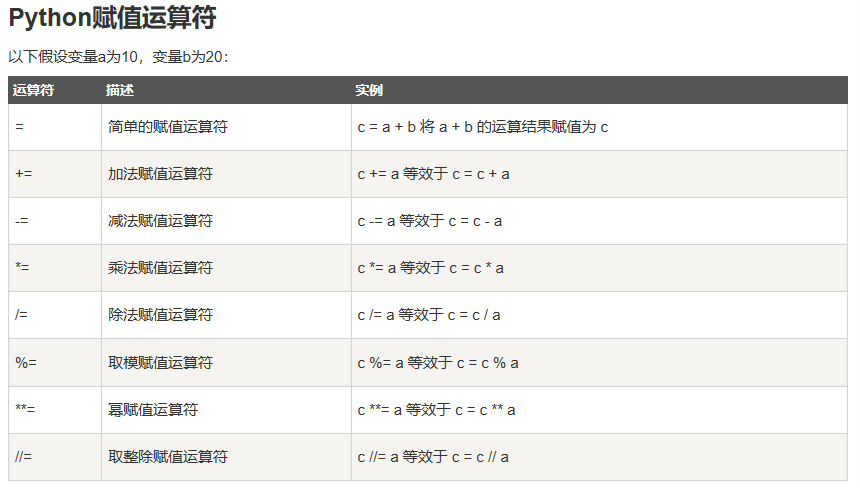 Python赋值运算符
以下假设变量a为10，变量b为20：
运算符 描述 实例
= 简单的赋值运算符 c = a + b 将 a + b 的运算结果赋值为 c
+= 加法赋值运算符 c += a 等效于 c = c + a
-= 减法赋值运算符 c -= a 等效于 c = c - a
*= 乘法赋值运算符 c *= a 等效于 c = c * a
/= 除法赋值运算符 c /= a 等效于 c = c / a
%= 取模赋值运算符 c %= a 等效于 c = c % a
**= 幂赋值运算符 c **= a 等效于 c = c ** a
//= 取整除赋值运算符 c //= a 等效于 c = c // a